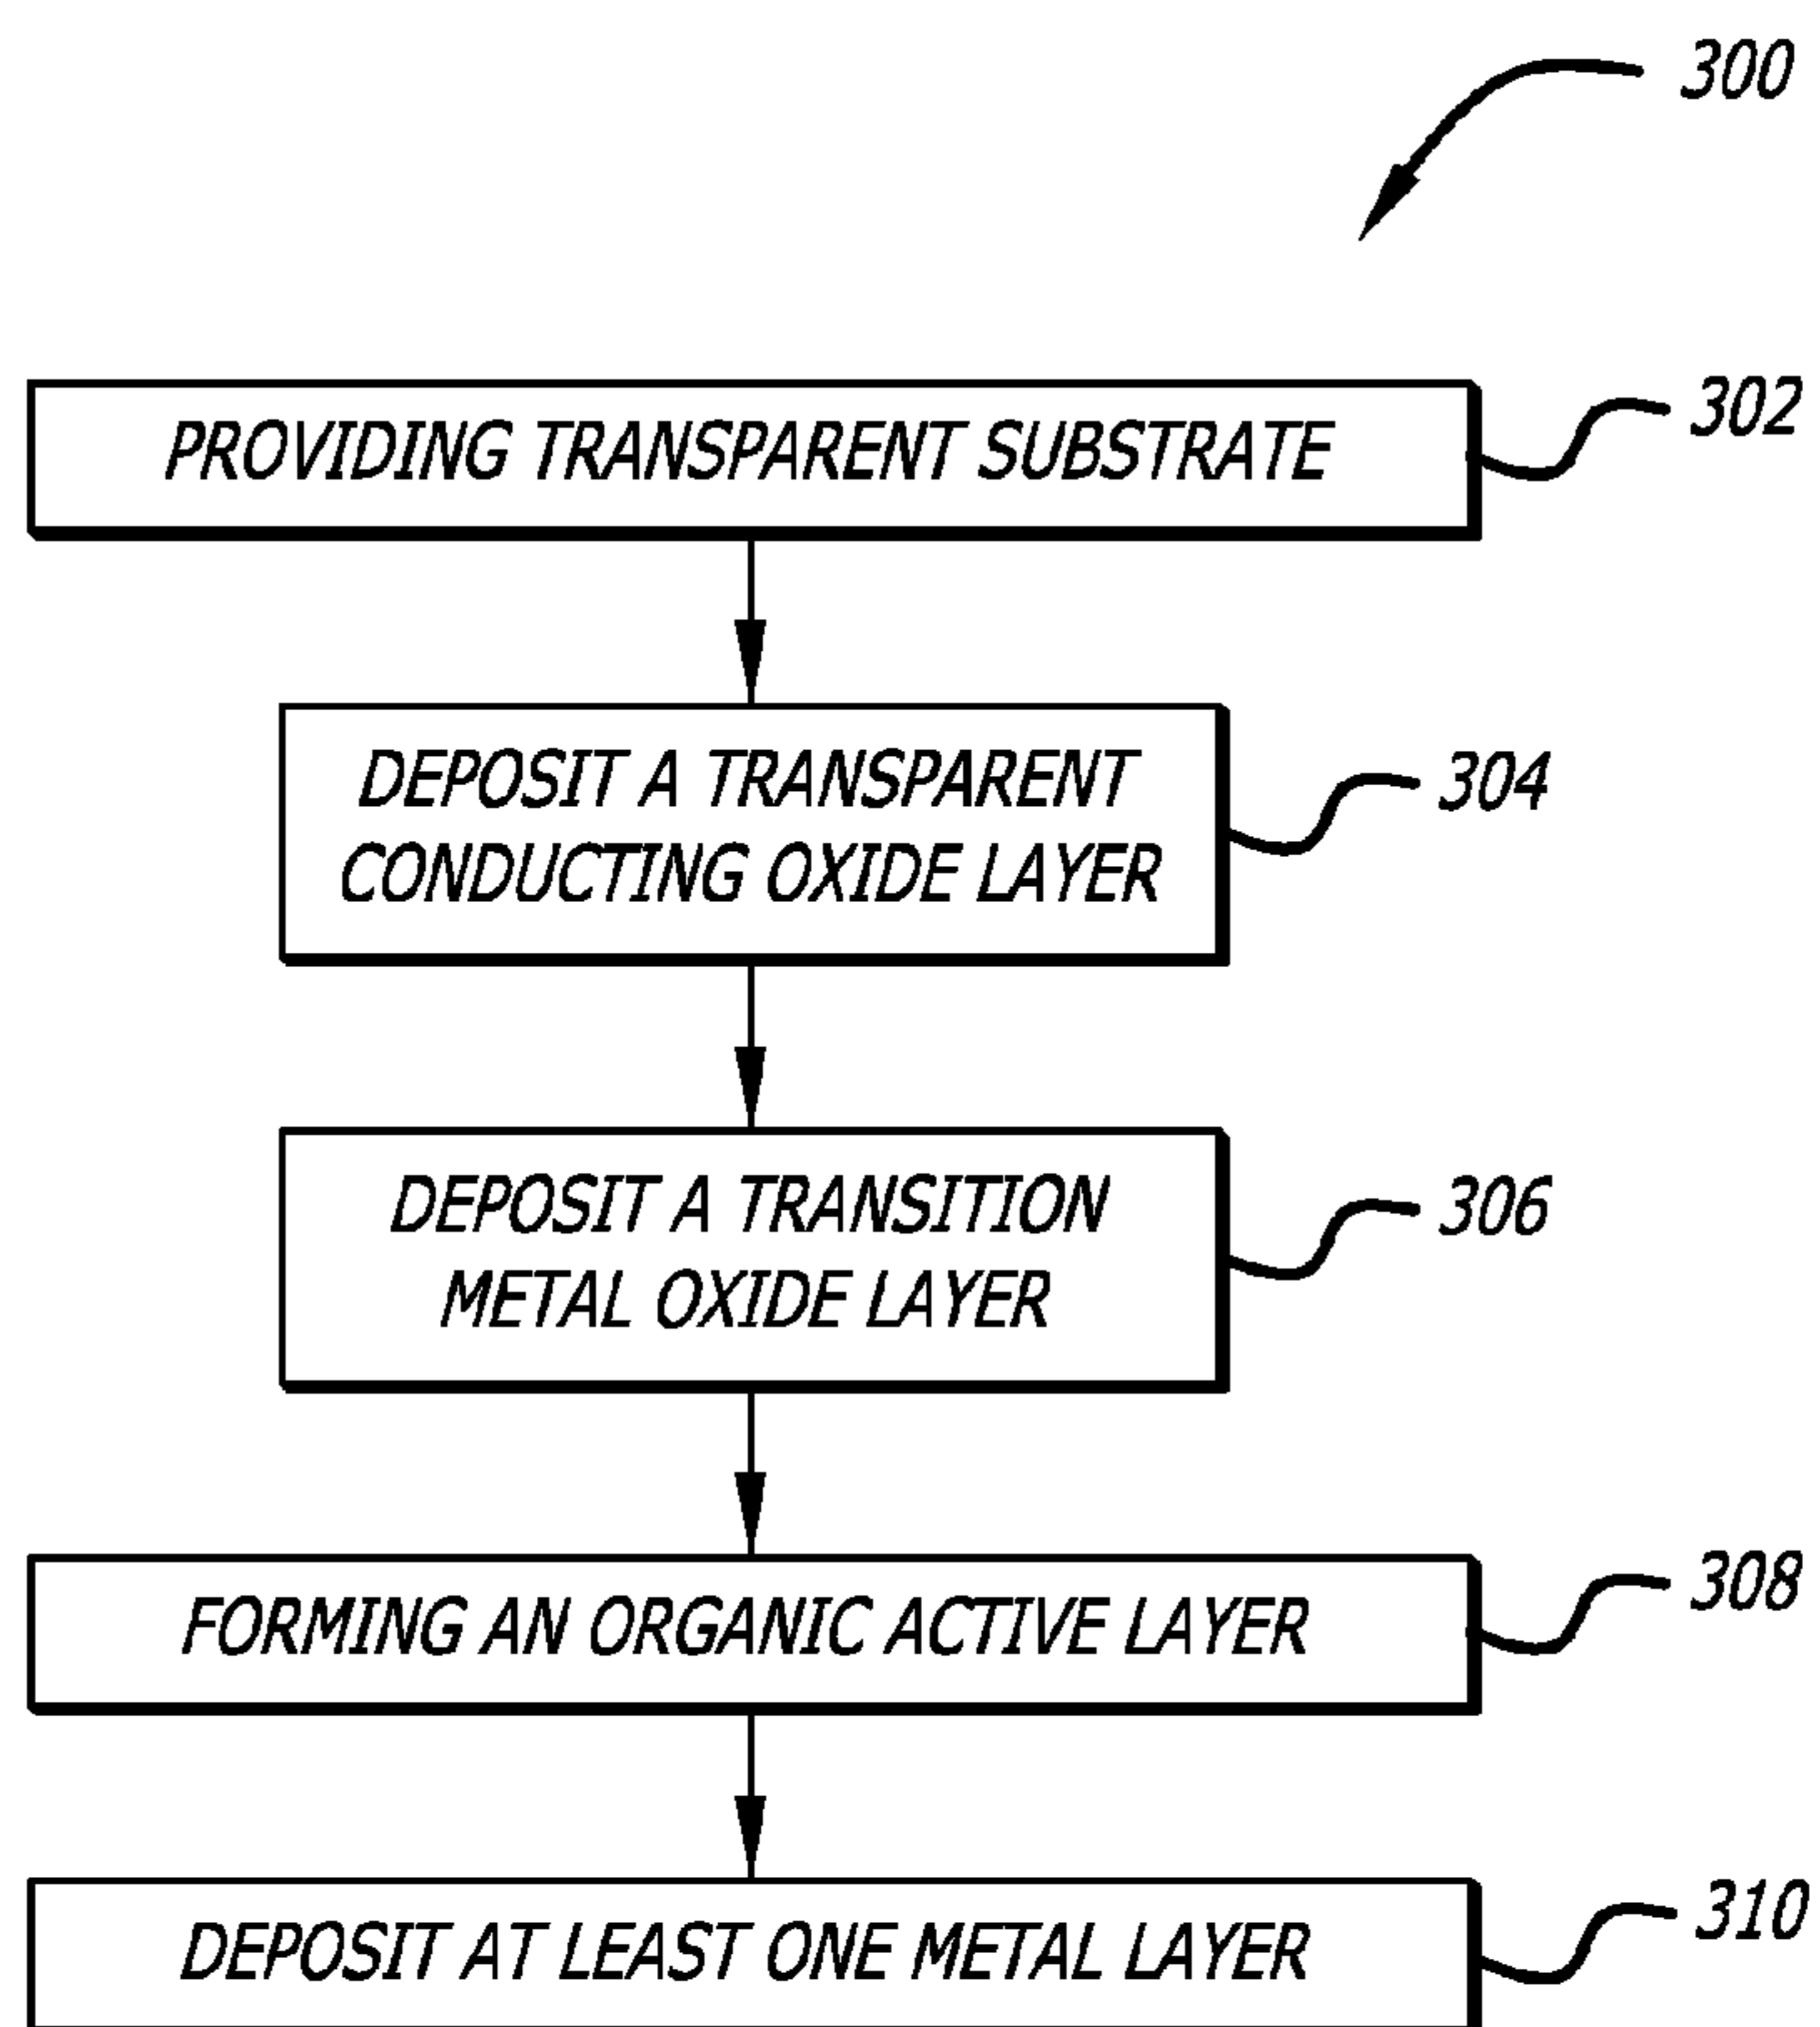 300
PROVIDING TRANSPARENT SUBSTRATE
302
DEPOSIT A TRANSPARENT
CONDUCTING OXIDE LAYER
304
DEPOSIT A TRANSITION
METAL OXIDE LAYER
306
FORMING AN ORGANIC ACTIVE LAYER
308
DEPOSIT AT LEAST ONE METAL LAYER
310